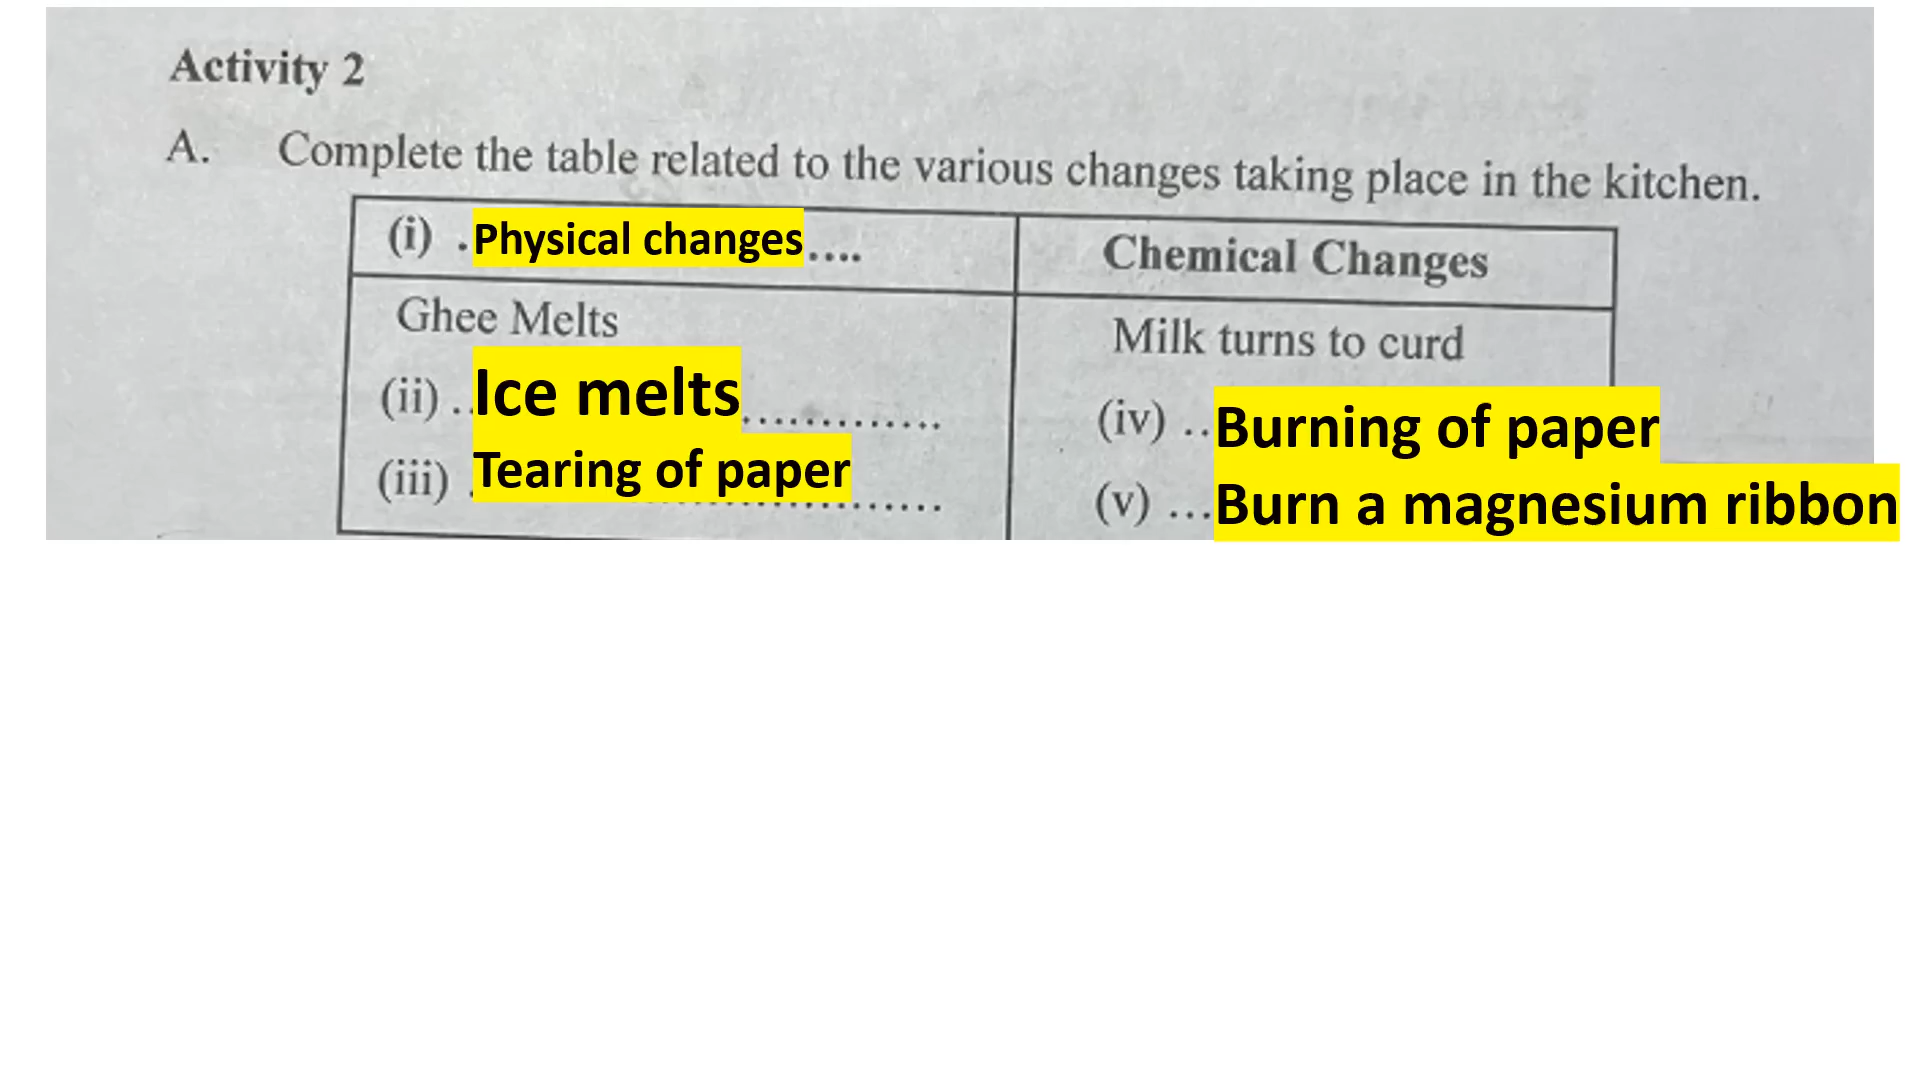 Activity 2
A. Complete the table related to the various changes taking place in the kitchen.
(i) .Physical changes....
Chemical Changes
Ghee Melts
Milk turns to curd
(ii) ..Ice melts.............
(iv) ..Burning of paper
(iii) .Tearing of paper..............
(v) ...Burn a magnesium ribbon